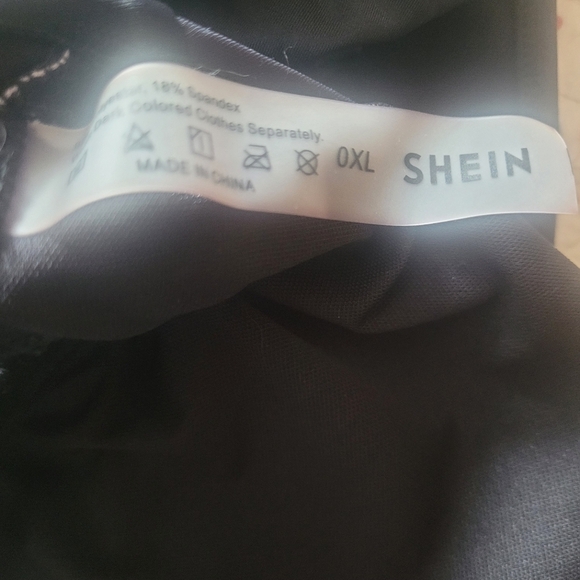 18% Spandex
Colored Clothes Separately.
0XL
SHEIN
MADE IN CHINA